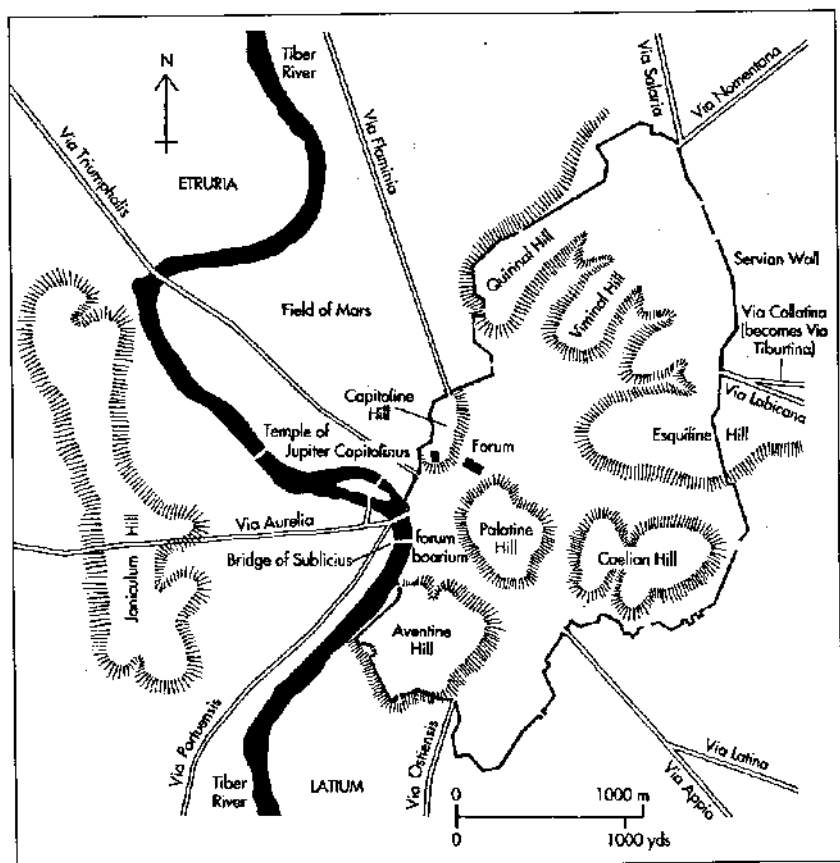 N
Tiber
River
Via Flaminia
Via Salaria
Via Nomentana
Via Triumphalis
ETRURIA
Quirinal Hill
Viminal Hill
Servian Wall
Field of Mars
Via Collatina
(becomes Via
Tiburtina)
Via Labicana
Capitoline
Hill
Temple of
Jupiter Capitolinus
Forum
Esquiline Hill
Janiculum Hill
Via Aurelia
Bridge of Sublicius
Forum
Boarium
Palatine
Hill
Caelian Hill
Aventine
Hill
Via Portuensis
Tiber
River
LATIUM
Via Ostiensis
Via Latina
Via Appia
0 1000 m
0 1000 yds